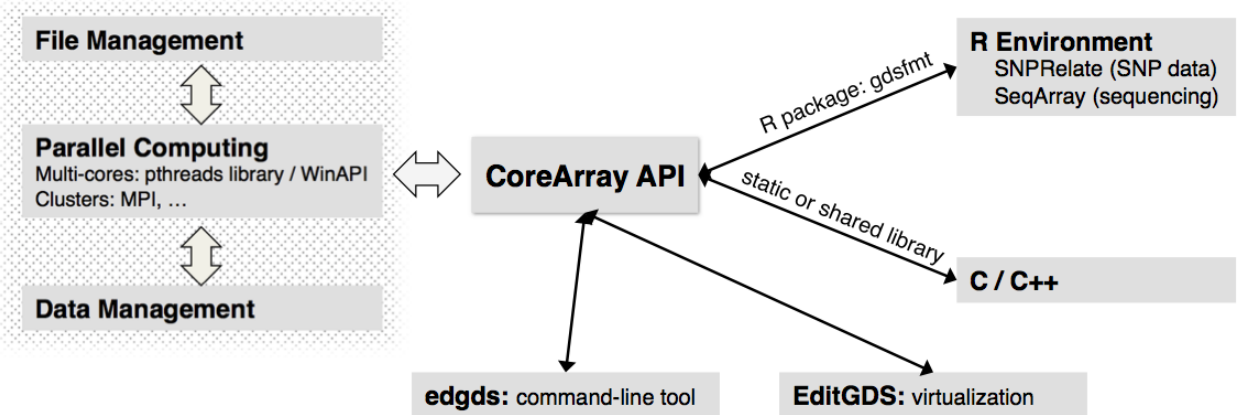 File Management
Parallel Computing
Multi-cores: pthreads library / WinAPI
Clusters: MPI, …
Data Management
CoreArray API
R package: gdsfmt
static or shared library
R Environment
SNPRelate (SNP data)
SeqArray (sequencing)
C / C++
edgds: command-line tool
EditGDS: virtualization